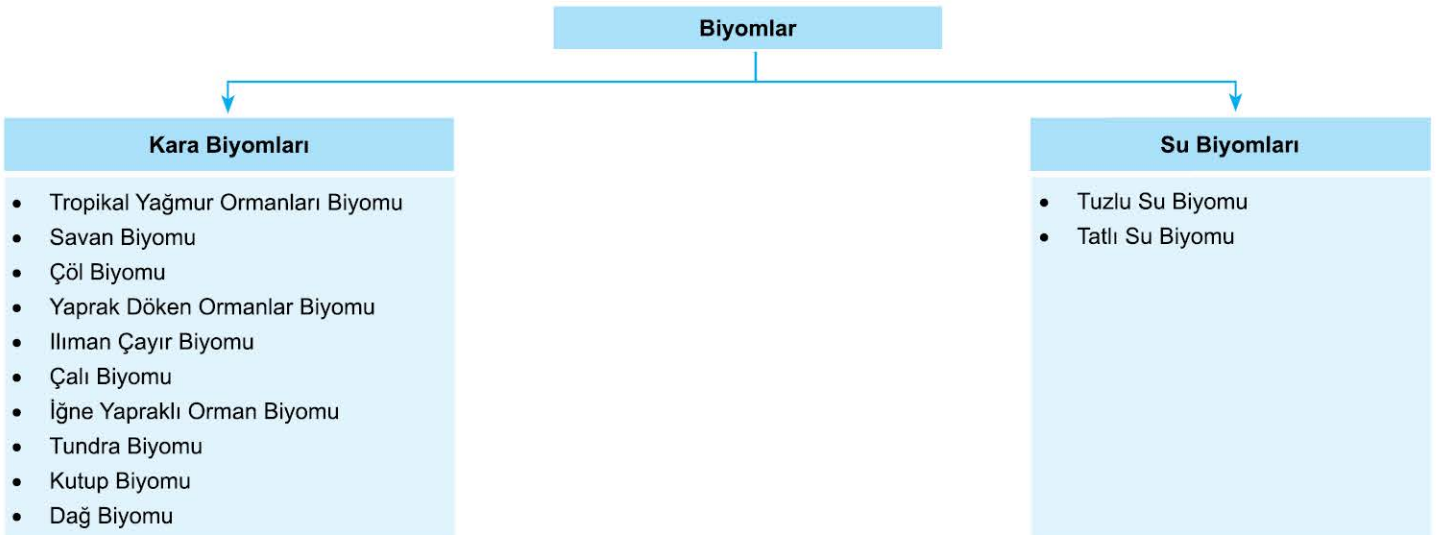 Biyomlar
Kara Biyomları
• Tropikal Yağmur Ormanları Biyomu
• Savan Biyomu
• Çöl Biyomu
• Yaprak Döken Ormanlar Biyomu
• Ilıman Çayır Biyomu
• Çalı Biyomu
• İğne Yapraklı Orman Biyomu
• Tundra Biyomu
• Kutup Biyomu
• Dağ Biyomu
Su Biyomları
• Tuzlu Su Biyomu
• Tatlı Su Biyomu